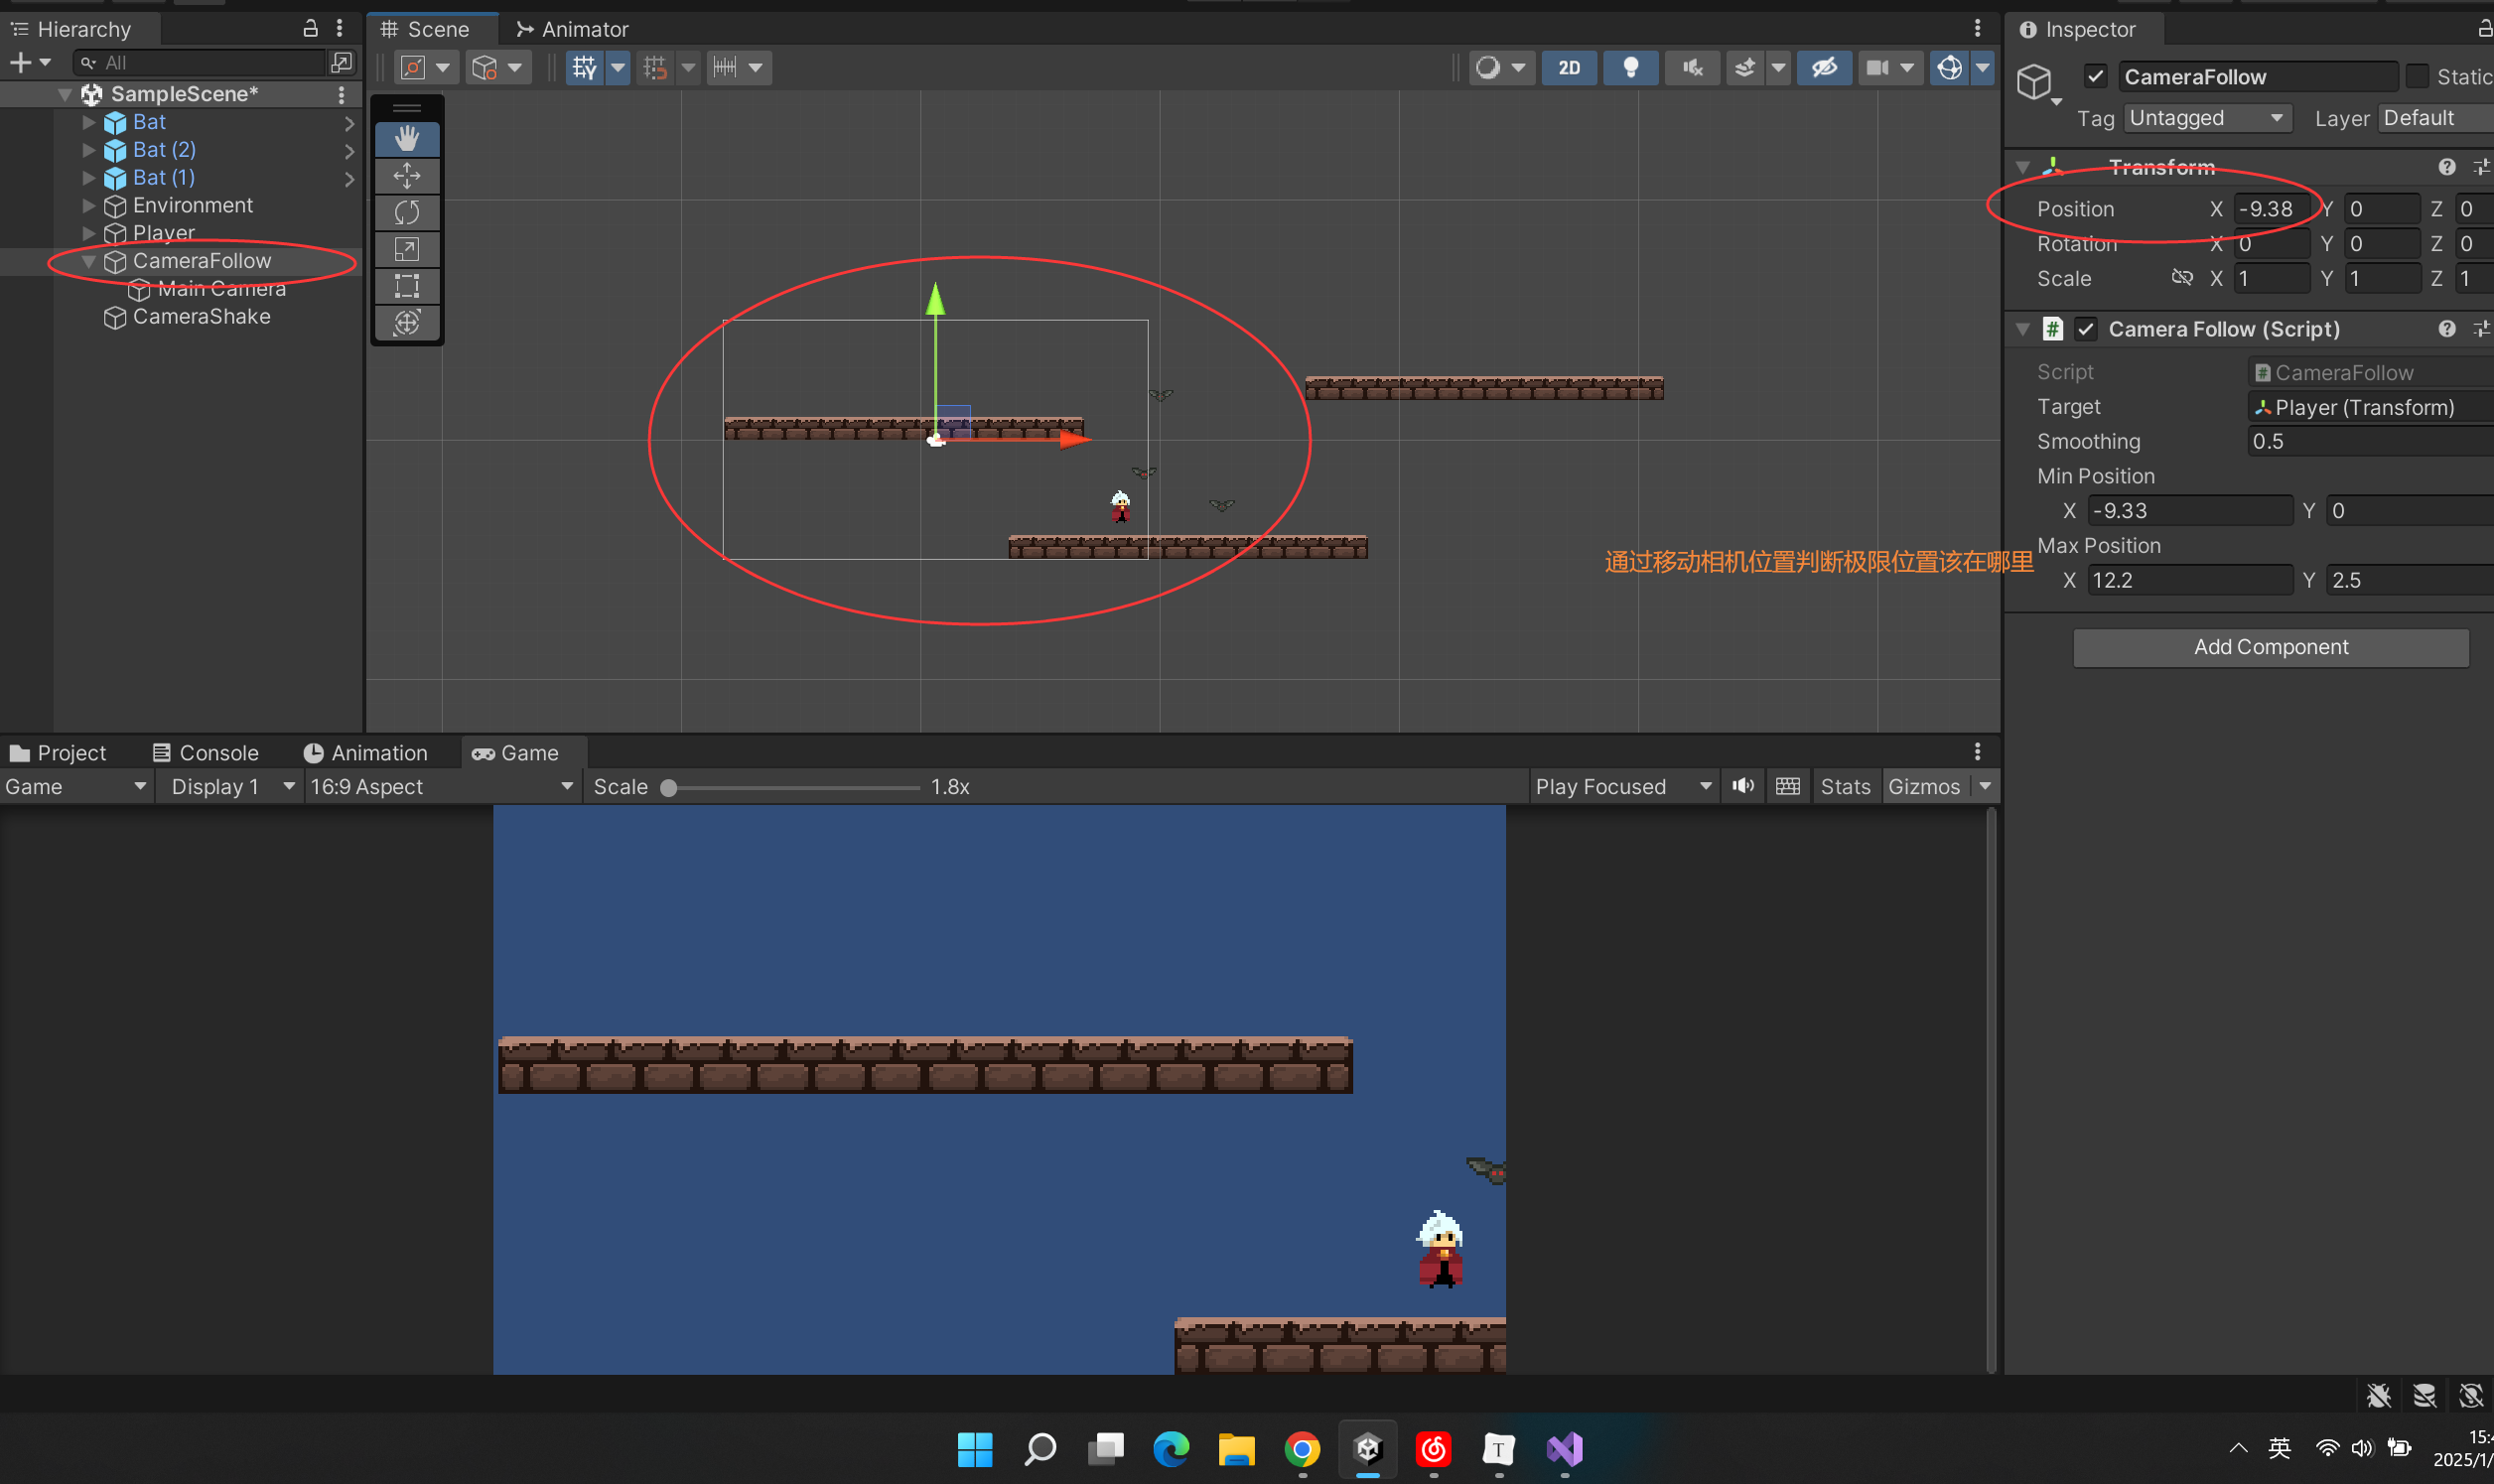 Hierarchy
All
SampleScene*
Bat
Bat (2)
Bat (1)
Environment
Player
CameraFollow
Main Camera
CameraShake
Scene
Animator
2D
通过移动相机位置判断极限位置该在哪里
Inspector
CameraFollow
Static
Tag Untagged Layer Default
Transform
Position X -9.38 Y 0 Z 0
Rotation X 0 Y 0 Z 0
Scale X 1 Y 1 Z 1
Camera Follow (Script)
Script CameraFollow
Target Player (Transform)
Smoothing 0.5
Min Position
X -9.33 Y 0
Max Position
X 12.2 Y 2.5
Add Component
Project Console Animation Game
Game Display 1 16:9 Aspect Scale 1.8x Play Focused Stats Gizmos
T
英
15:4
2025/1/